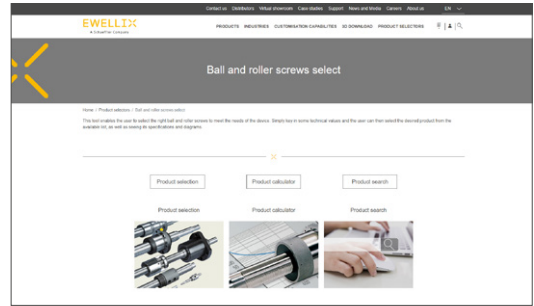 Contact us Distributors Virtual showroom Case studies Support News and Media Careers About us EN
EWELLIX
A Schaeffler Company
PRODUCTS INDUSTRIES CUSTOMISATION CAPABILITIES 3D DOWNLOAD PRODUCT SELECTORS
Ball and roller screws select
Home / Product selectors / Ball and roller screws select
This tool enables the user to select the right ball and roller screws to meet the needs of the device. Simply key in some technical values and the user can then select the desired product from the
available list, as well as seeing its specifications and diagrams.
Product selection Product calculator Product search
Product selection Product calculator Product search